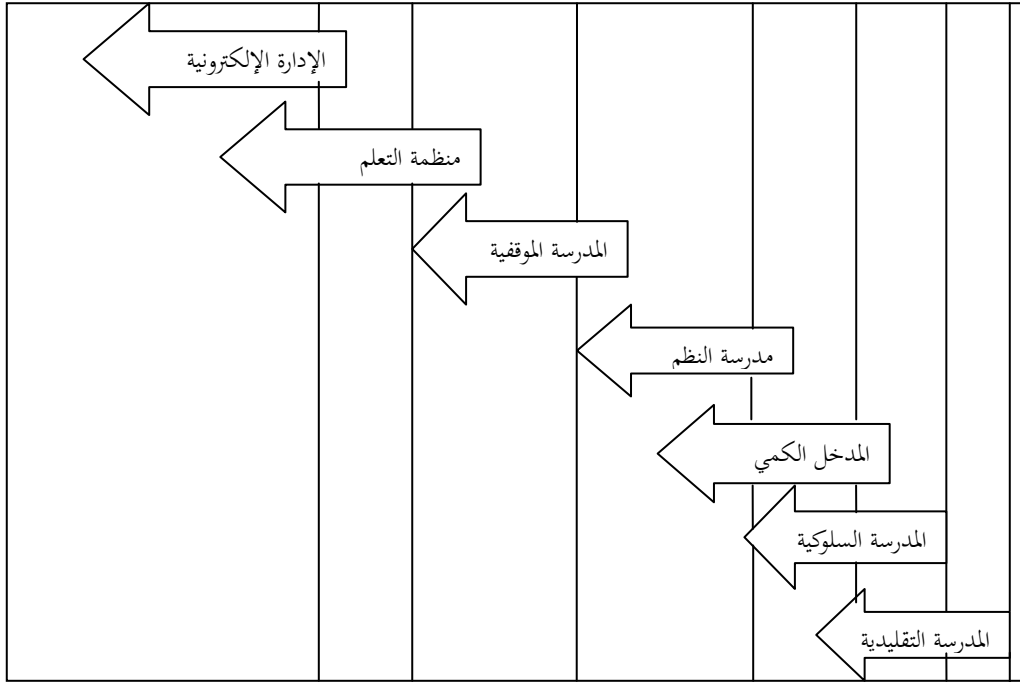 الإدارة الإلكترونية
منظمة التعلم
المدرسة الموقفية
مدرسة النظم
المدخل الكمي
المدرسة السلوكية
المدرسة التقليدية